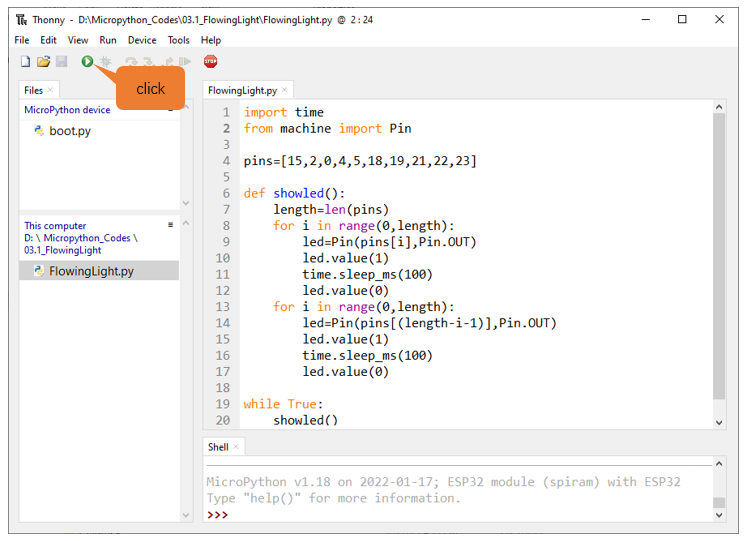 Thonny - D:\Micropython_Codes\03.1_FlowingLight\FlowingLight.py @ 2 : 24
File Edit View Run Device Tools Help
STOP
click
Files ×
MicroPython device
boot.py
This computer
D: \ Micropython_Codes \
03.1_FlowingLight
FlowingLight.py
FlowingLight.py ×
1 import time
2 from machine import Pin
3
4 pins=[15,2,0,4,5,18,19,21,22,23]
5
6 def showled():
7     length=len(pins)
8     for i in range(0,length):
9         led=Pin(pins[i],Pin.OUT)
10         led.value(1)
11         time.sleep_ms(100)
12         led.value(0)
13     for i in range(0,length):
14         led=Pin(pins[(length-i-1)],Pin.OUT)
15         led.value(1)
16         time.sleep_ms(100)
17         led.value(0)
18
19 while True:
20     showled()
Shell ×
MicroPython v1.18 on 2022-01-17; ESP32 module (spiram) with ESP32
Type "help()" for more information.
>>>